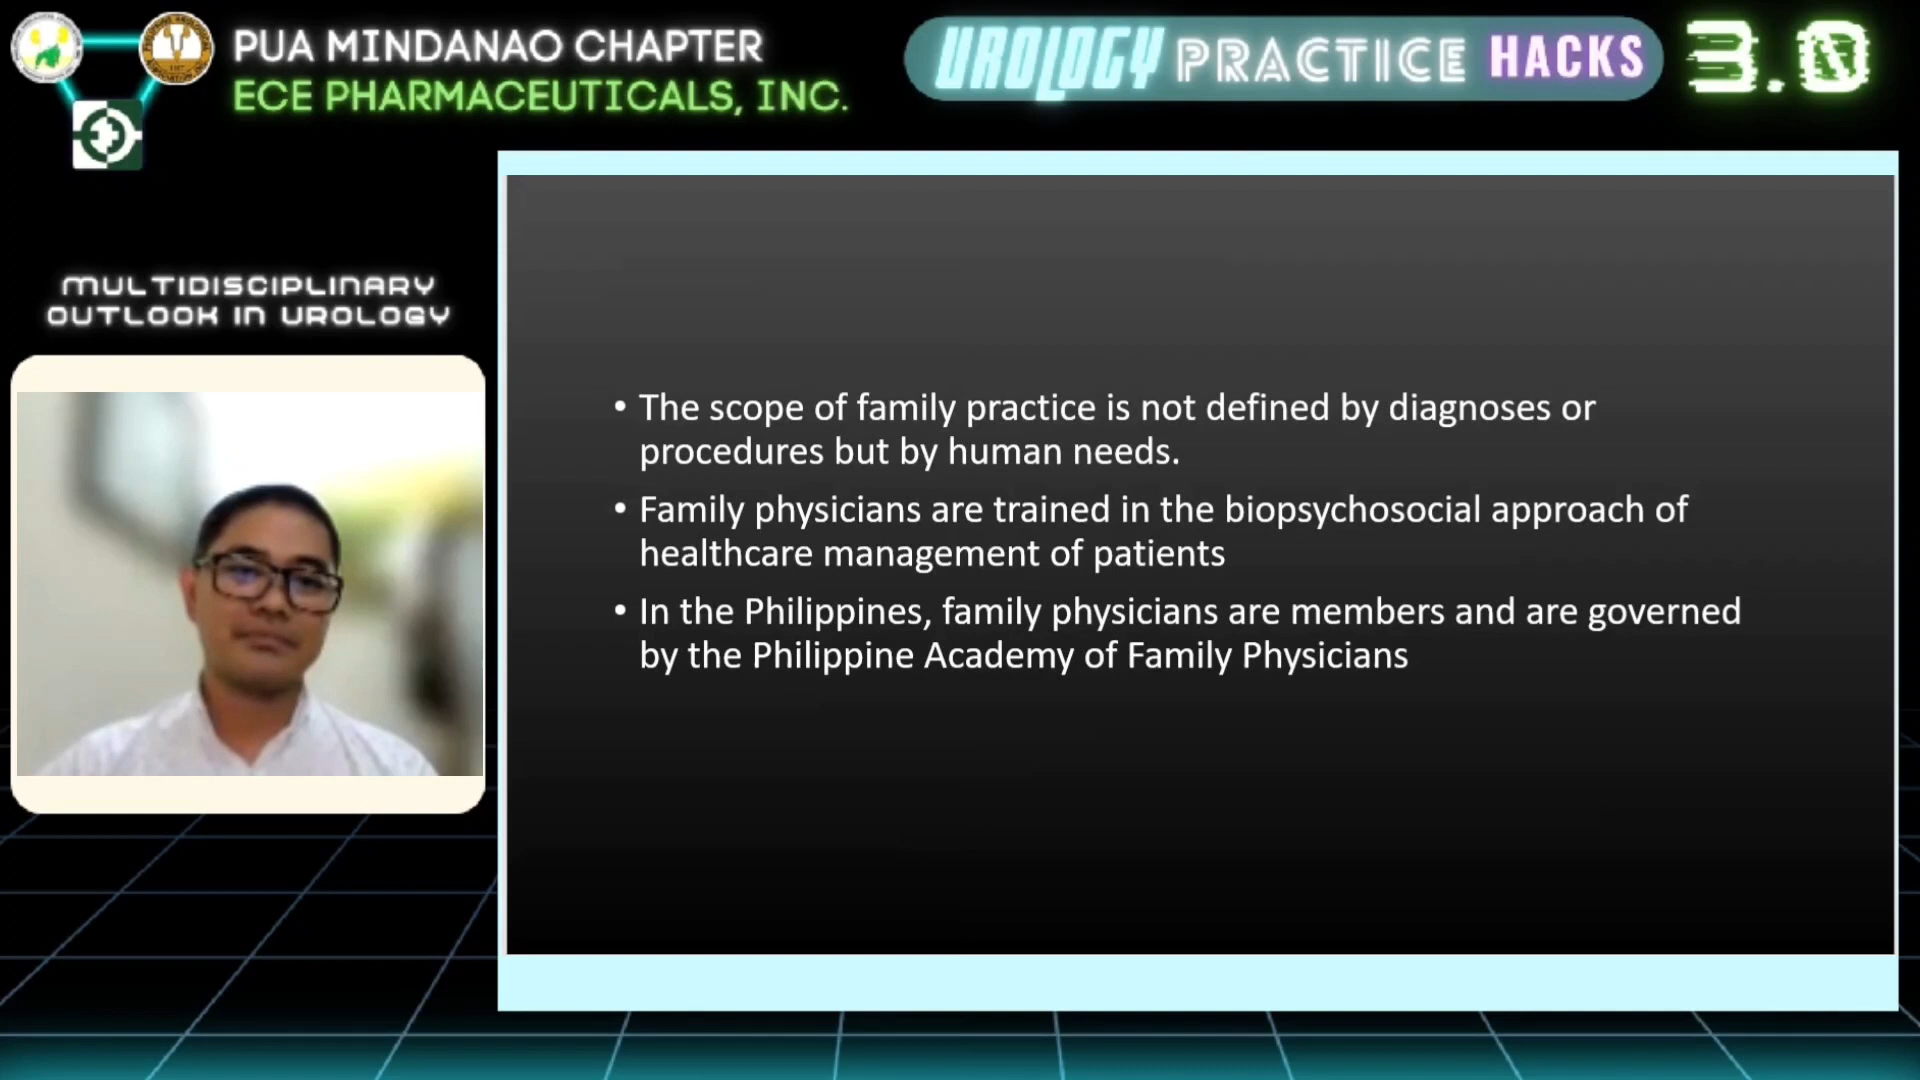 PUA MINDANAO CHAPTER
ECE PHARMACEUTICALS, INC.
UROLOGY PRACTICE HACKS 3.0
MULTIDISCIPLINARY
OUTLOOK IN UROLOGY
• The scope of family practice is not defined by diagnoses or
procedures but by human needs.
• Family physicians are trained in the biopsychosocial approach of
healthcare management of patients
• In the Philippines, family physicians are members and are governed
by the Philippine Academy of Family Physicians